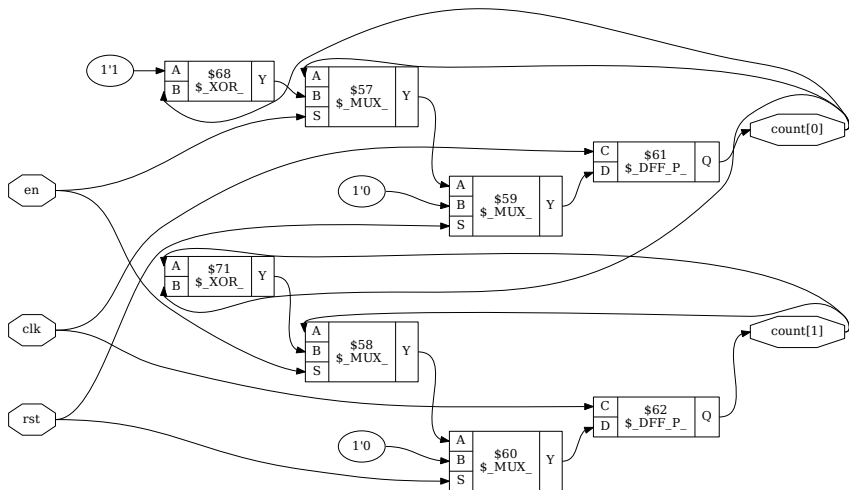 1'1
A
B
$68
$_XOR_
Y
A
B
S
$57
$_MUX_
Y
count[0]
C
D
$61
$_DFF_P_
Q
en
1'0
A
B
S
$59
$_MUX_
Y
A
B
$71
$_XOR_
Y
clk
A
B
S
$58
$_MUX_
Y
count[1]
C
D
$62
$_DFF_P_
Q
rst
1'0
A
B
S
$60
$_MUX_
Y